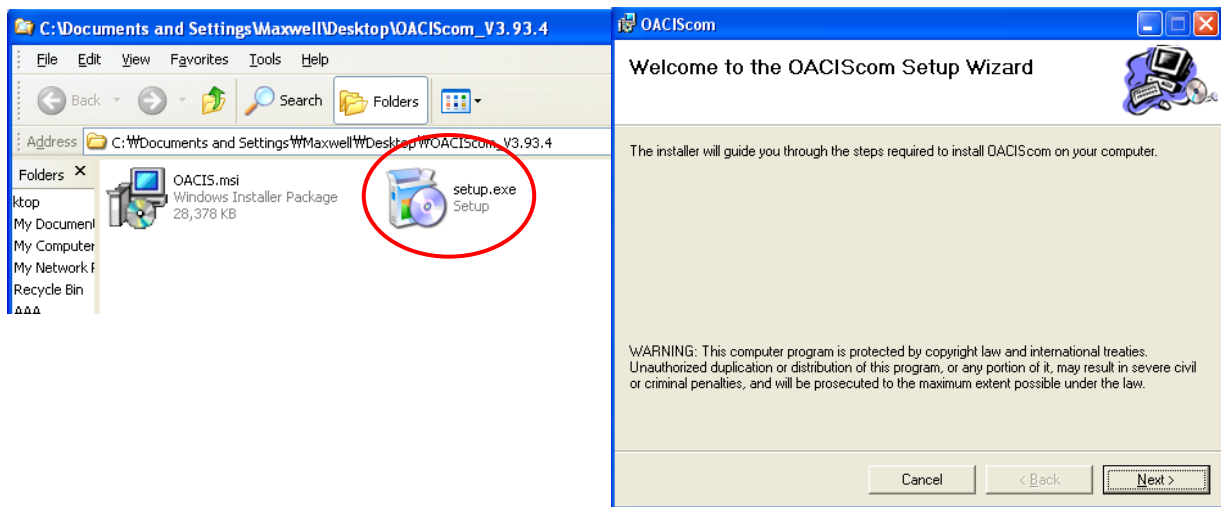 C:\Documents and Settings\Maxwell\Desktop\OACIScom_V3.93.4
File Edit View Favorites Tools Help
Back Search Folders
Address C:₩Documents and Settings₩Maxwell₩Desktop₩OACIScom_V3.93.4
Folders
ktop
My Document
My Computer
My Network
Recycle Bin
AAA
OACIS.msi
Windows Installer Package
28,378 KB
setup.exe
Setup
OACIScom
Welcome to the OACIScom Setup Wizard
The installer will guide you through the steps required to install OACIScom on your computer.
WARNING: This computer program is protected by copyright law and international treaties.
Unauthorized duplication or distribution of this program, or any portion of it, may result in severe civil
or criminal penalties, and will be prosecuted to the maximum extent possible under the law.
Cancel < Back Next >